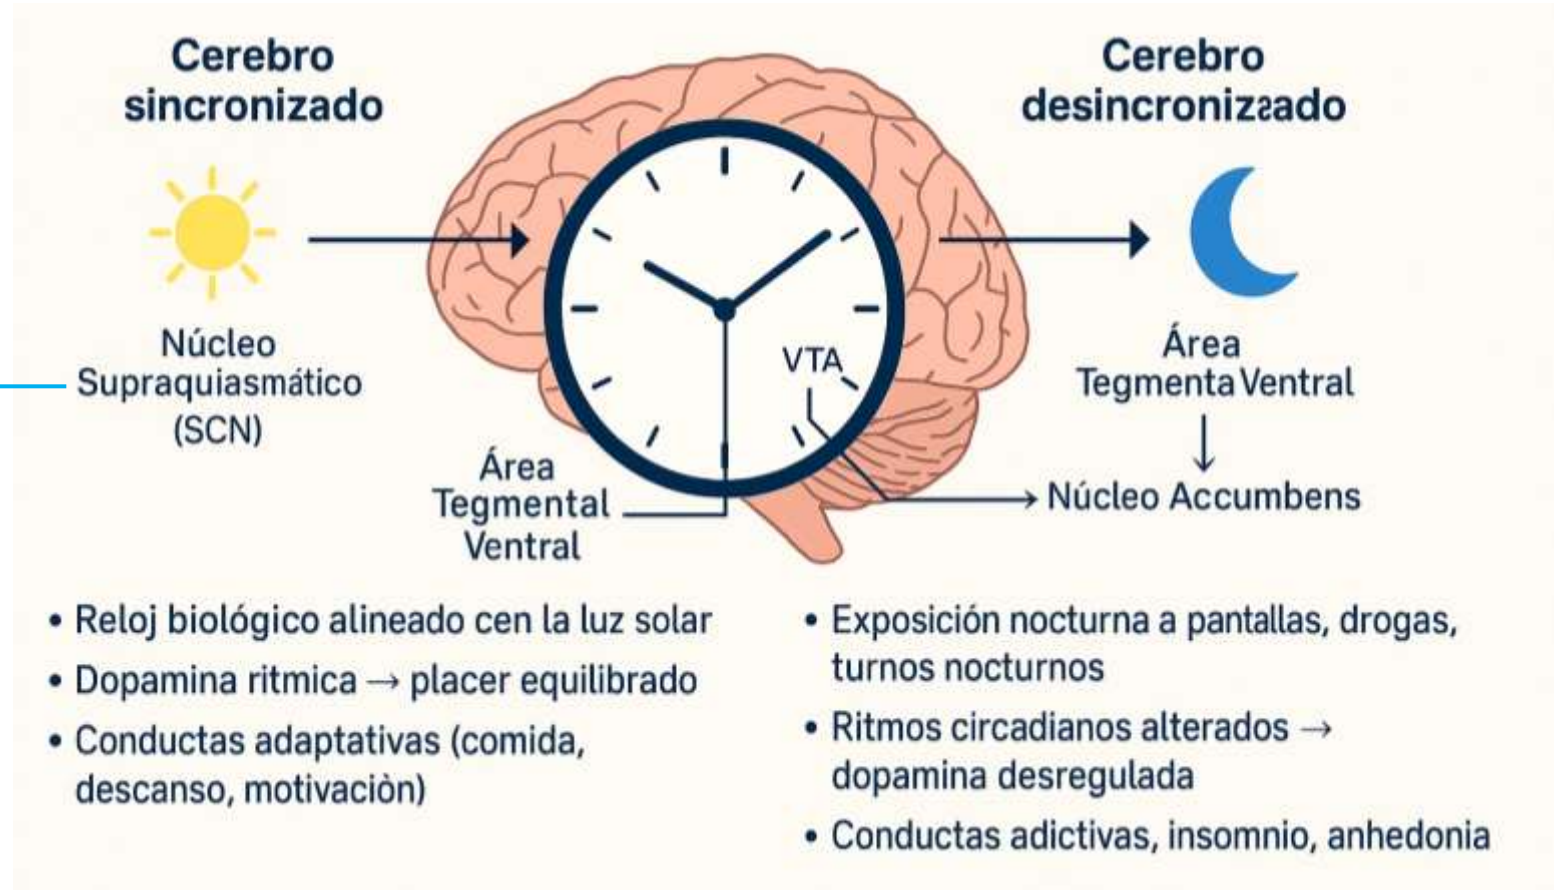 Cerebro
sincronizado
Núcleo
Supraquiasmático
(SCN)
Área
Tegmental
Ventral
VTA
Cerebro
desincronizzado
Área
Tegmenta Ventral
↓
→ Núcleo Accumbens
• Reloj biológico alineado cen la luz solar
• Dopamina ritmica → placer equilibrado
• Conductas adaptativas (comida,
descanso, motivaciòn)
• Exposición nocturna a pantallas, drogas,
turnos nocturnos
• Ritmos circadianos alterados →
dopamina desregulada
• Conductas adictivas, insomnio, anhedonia